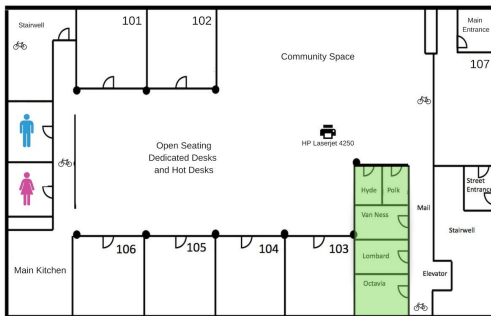 Stairwell
101
102
Main
Entrance
Community Space
107
HP Laserjet 4250
Open Seating
Dedicated Desks
and Hot Desks
Hyde
Polk
Street
Entrance
Van Ness
Mail
Stairwell
106
105
104
103
Lombard
Main Kitchen
Elevator
Octavia